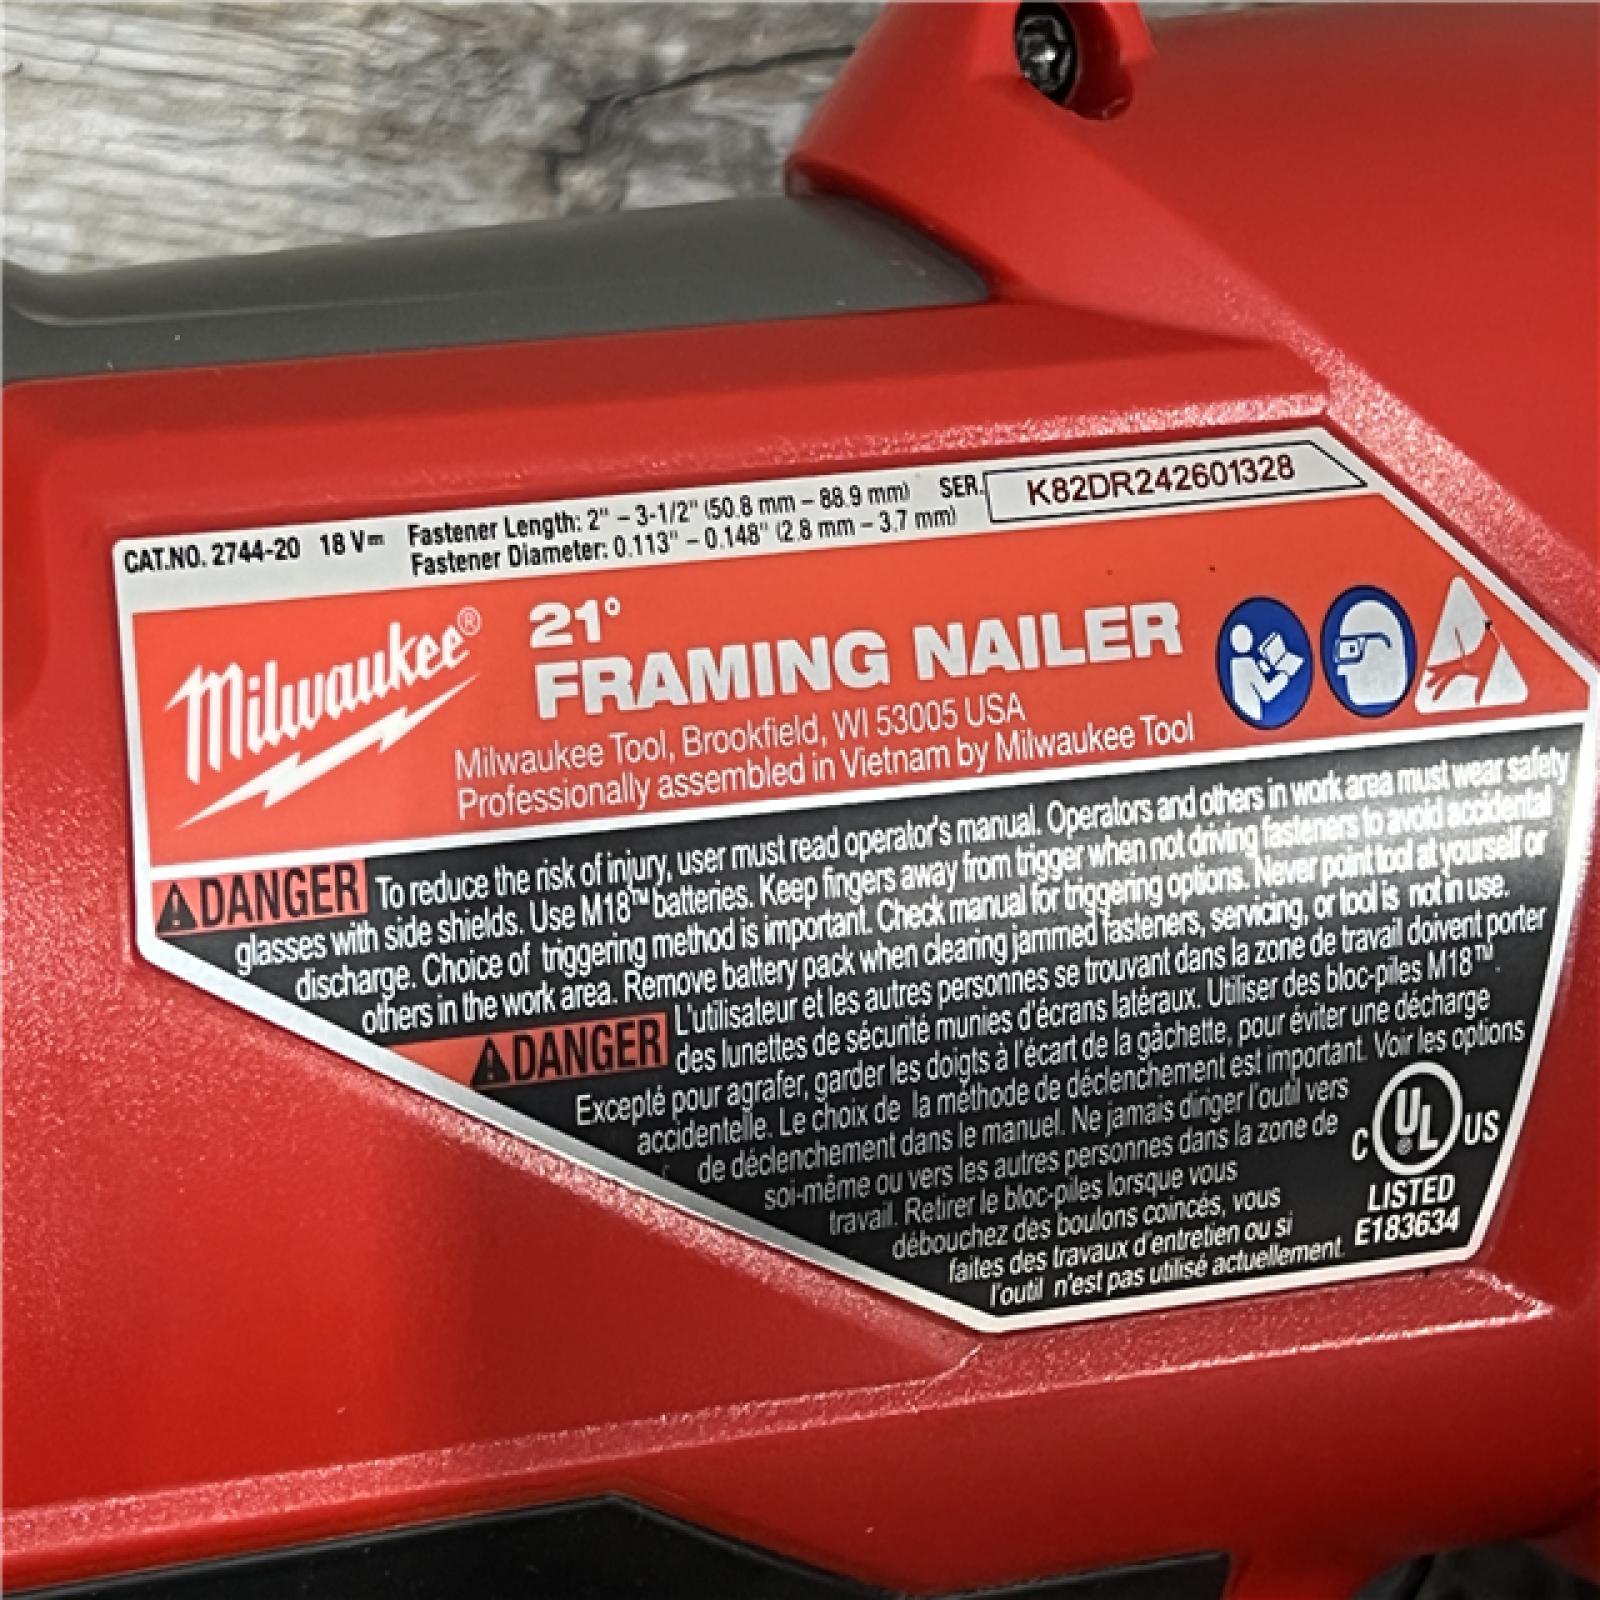 CAT.NO. 2744-20 18 V⎓ Fastener Length: 2" – 3-1/2" (50.8 mm – 88.9 mm) SER. K82DR242601328
Fastener Diameter: 0.113" – 0.148" (2.8 mm – 3.7 mm)
Milwaukee®
21°
FRAMING NAILER
Milwaukee Tool, Brookfield, WI 53005 USA
Professionally assembled in Vietnam by Milwaukee Tool
DANGER To reduce the risk of injury, user must read operator's manual. Operators and others in work area must wear safety
glasses with side shields. Use M18™ batteries. Keep fingers away from trigger when not driving fasteners to avoid accidental
discharge. Choice of triggering method is important. Check manual for triggering options. Never point tool at yourself or
others in the work area. Remove battery pack when clearing jammed fasteners, servicing, or tool is not in use.
DANGER L'utilisateur et les autres personnes se trouvant dans la zone de travail doivent porter
des lunettes de sécurité munies d'écrans latéraux. Utiliser des bloc-piles M18™.
Excepté pour agrafer, garder les doigts à l'écart de la gâchette, pour éviter une décharge
accidentelle. Le choix de la méthode de déclenchement est important. Voir les options
de déclenchement dans le manuel. Ne jamais diriger l'outil vers
soi-même ou vers les autres personnes dans la zone de
travail. Retirer le bloc-piles lorsque vous
débouchez des boulons coincés, vous
faites des travaux d'entretien ou si
l'outil n'est pas utilisé actuellement.
C UL® US
LISTED
E183634